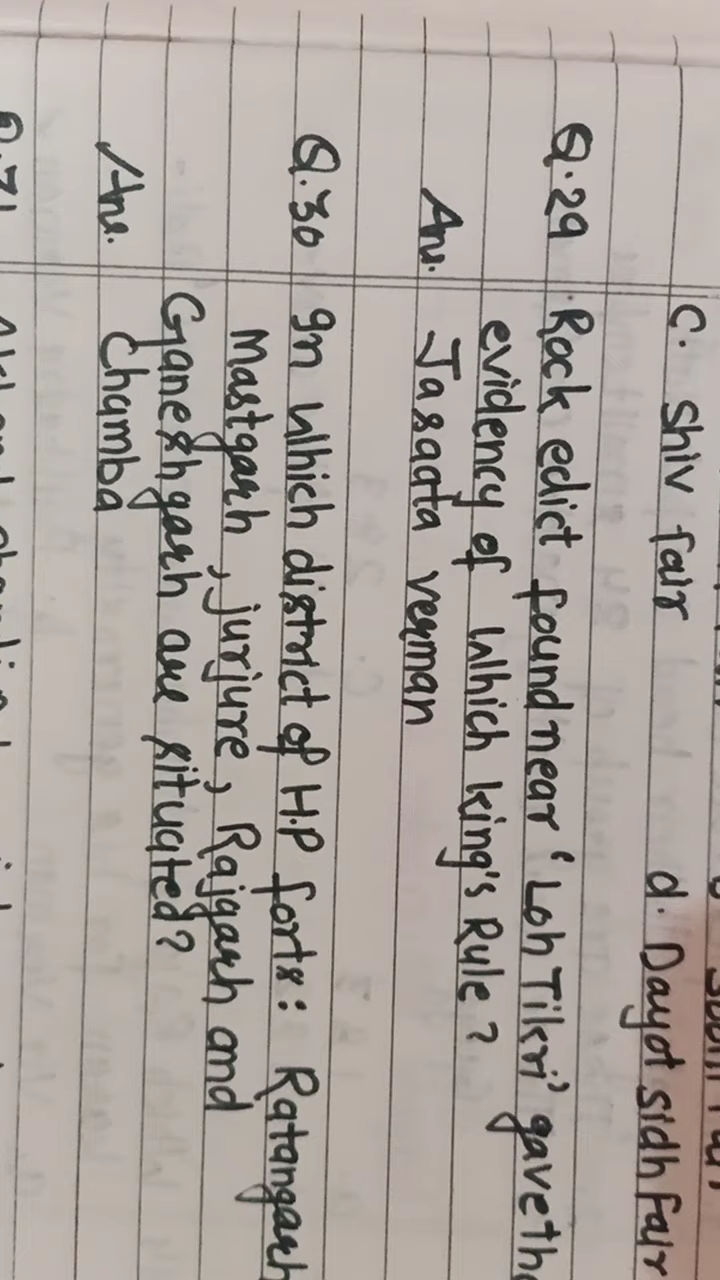 c. Shiv fair d. Dayot sidh Fair
Q.29 Rock edict found near 'Loh Tikri' gave the
evidency of which king's Rule?
Ans. Jasaata verman
Q.30 In which district of H.P forts: Ratangarh
Mastgarh, jurjure, Rajgarh and
Ganeshgarh are situated?
Ans. Chamba
Q.31